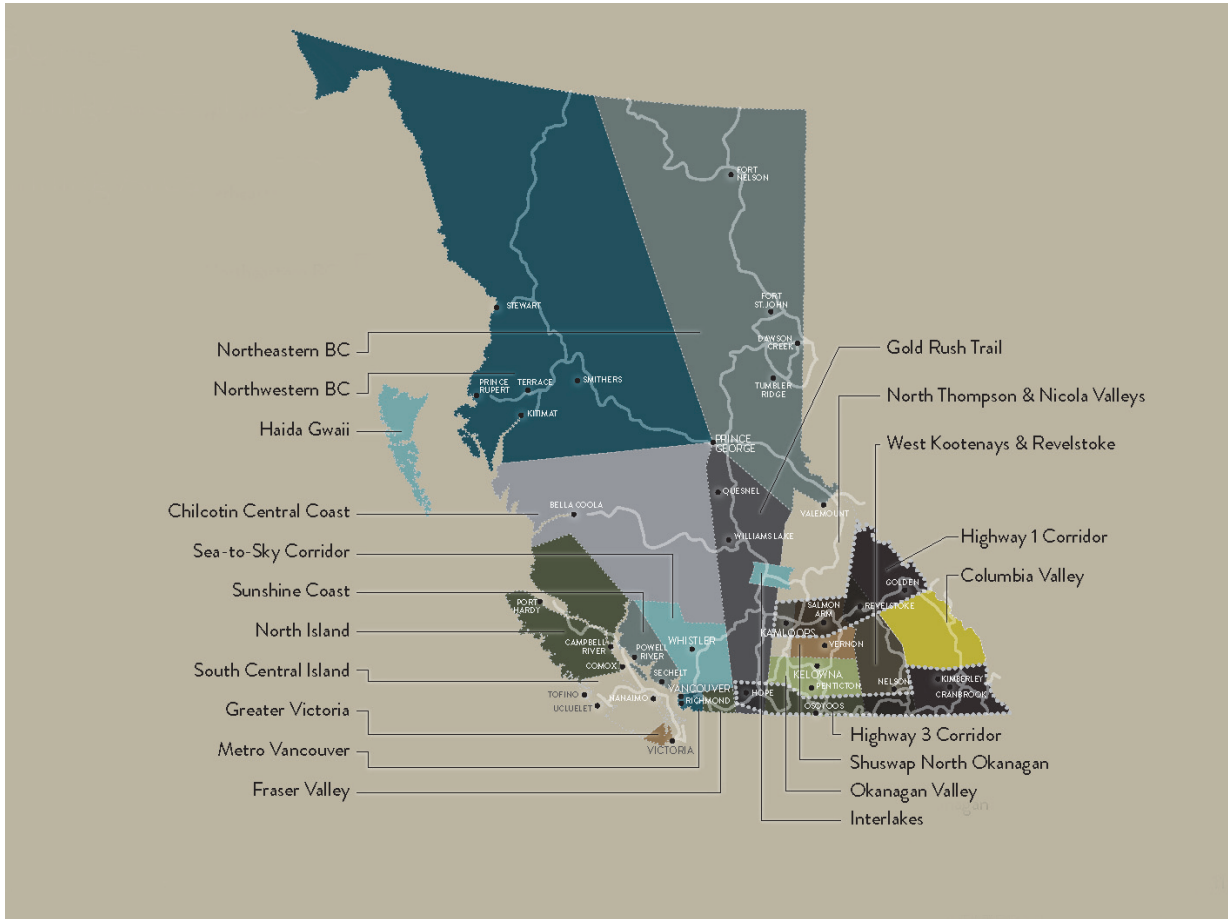 FORT
NELSON
FORT
ST. JOHN
STEWART
DAWSON
CREEK
Northeastern BC
Gold Rush Trail
TUMBLER
RIDGE
SMITHERS
PRINCE
RUPERT
TERRACE
Northwestern BC
North Thompson & Nicola Valleys
KITIMAT
Haida Gwaii
PRINCE
GEORGE
West Kootenays & Revelstoke
QUESNEL
BELLA COOLA
VALEMOUNT
Chilcotin Central Coast
WILLIAMS LAKE
Highway 1 Corridor
Sea-to-Sky Corridor
Columbia Valley
GOLDEN
Sunshine Coast
PORT
HARDY
SALMON
ARM
REVELSTOKE
North Island
KAMLOOPS
CAMPBELL
RIVER
POWELL
RIVER
WHISTLER
VERNON
COMOX
South Central Island
SECHELT
KELOWNA
KIMBERLEY
VANCOUVER
PENTICTON
NELSON
CRANBROOK
TOFINO
NANAIMO
RICHMOND
HOPE
UCLUELET
OSOYOOS
Greater Victoria
Highway 3 Corridor
VICTORIA
Metro Vancouver
Shuswap North Okanagan
Fraser Valley
Okanagan Valley
Interlakes